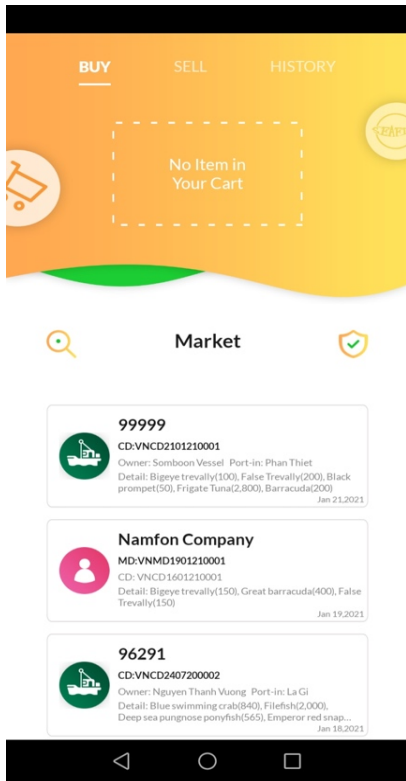 BUY SELL HISTORY
No Item in
Your Cart
Market
99999
CD:VNCD2101210001
Owner: Somboon Vessel Port-in: Phan Thiet
Detail: Bigeye trevally(100), False Trevally(200), Black
prompet(50), Frigate Tuna(2,800), Barracuda(200)
Jan 21,2021
Namfon Company
MD:VNMD1901210001
CD: VNCD1601210001
Detail: Bigeye trevally(150), Great barracuda(400), False
Trevally(150)
Jan 19,2021
96291
CD:VNCD2407200002
Owner: Nguyen Thanh Vuong Port-in: La Gi
Detail: Blue swimming crab(840), Filefish(2,000),
Deep sea pungnose ponyfish(565), Emperor red snap...
Jan 18,2021